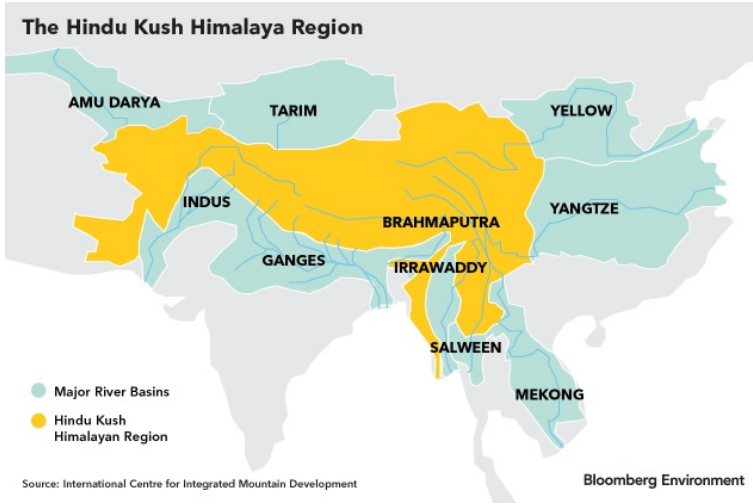 The Hindu Kush Himalaya Region
AMU DARYA
TARIM
YELLOW
INDUS
YANGTZE
BRAHMAPUTRA
GANGES
IRRAWADDY
SALWEEN
MEKONG
Major River Basins
Hindu Kush
Himalayan Region
Source: International Centre for Integrated Mountain Development
Bloomberg Environment